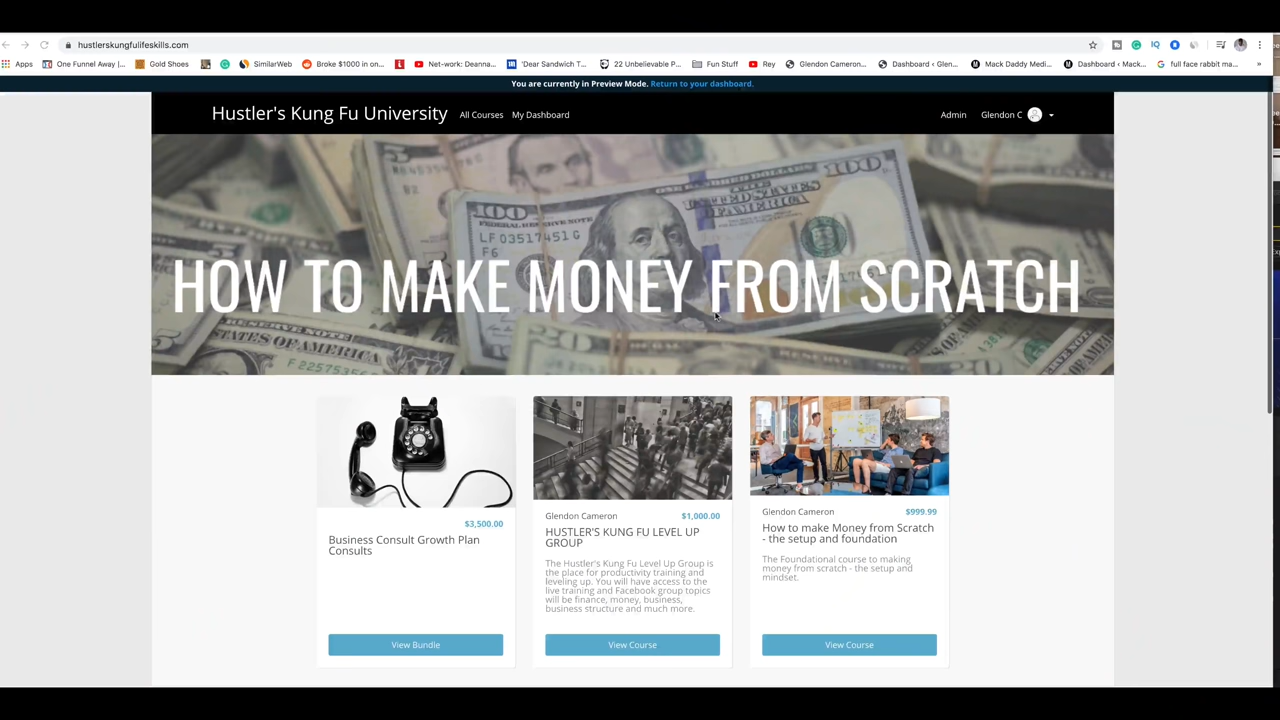 hustlerskungfulifeskills.com
Apps One Funnel Away |... Gold Shoes SimilarWeb Broke $1000 in on... Net-work: Deanna... 'Dear Sandwich T... 22 Unbelievable P... Fun Stuff Rey Glendon Cameron... Dashboard ‹ Glen... Mack Daddy Medi... Dashboard ‹ Mack... full face rabbit ma... »
You are currently in Preview Mode. Return to your dashboard.
Hustler's Kung Fu University All Courses My Dashboard Admin Glendon C
100
100
UNITED STATES
LF 03517451 G
F6
HOW TO MAKE MONEY FROM SCRATCH
$3,500.00
Business Consult Growth Plan
Consults
View Bundle
Glendon Cameron $1,000.00
HUSTLER'S KUNG FU LEVEL UP
GROUP
The Hustler's Kung Fu Level Up Group is
the place for productivity training and
leveling up. You will have access to the
live training and Facebook group topics
will be finance, money, business,
business structure and much more.
View Course
Glendon Cameron $999.99
How to make Money from Scratch
- the setup and foundation
The Foundational course to making
money from scratch - the setup and
mindset.
View Course